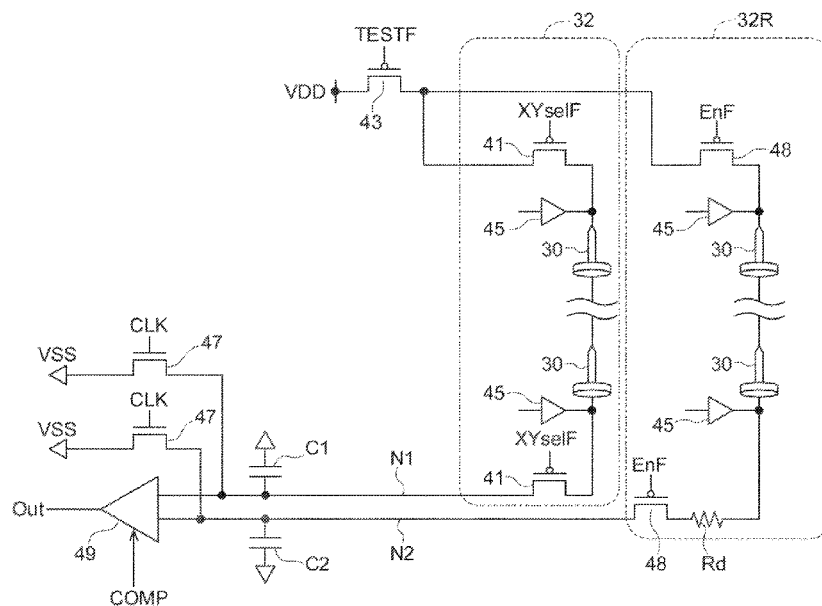 32
32R
TESTF
VDD
43
XYselF
41
EnF
48
45
45
30
30
CLK
47
VSS
30
30
CLK
47
VSS
45
45
C1
N1
XYselF
41
EnF
Out
49
C2
N2
48
Rd
COMP